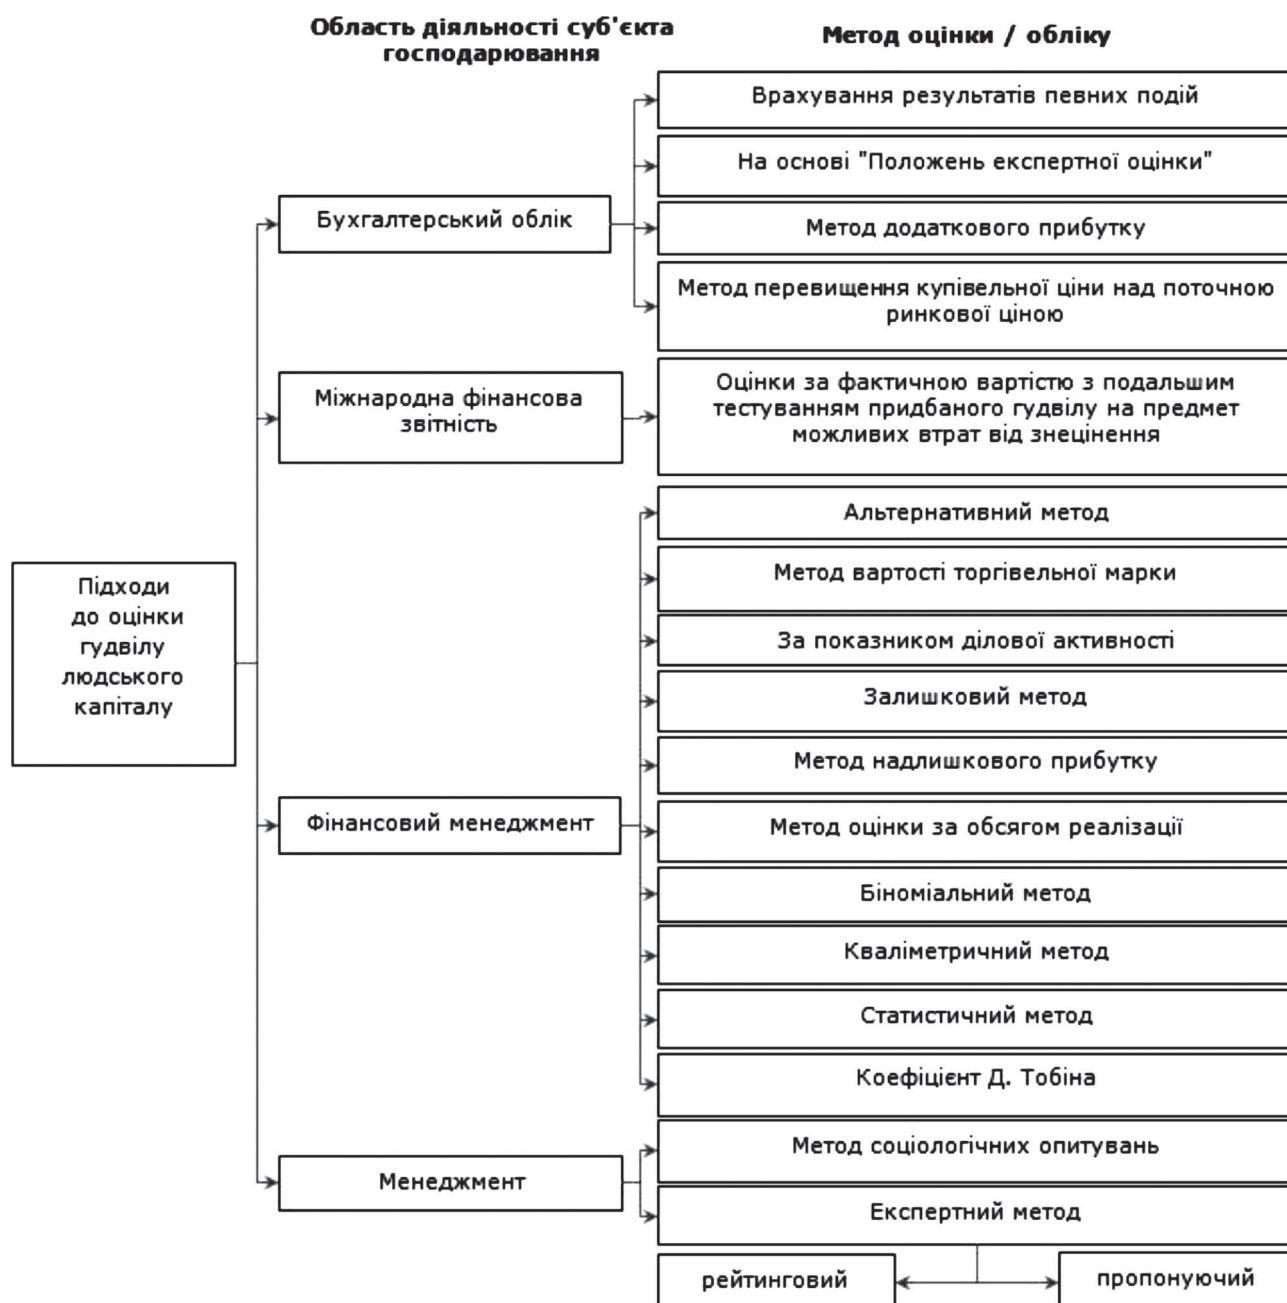 Область діяльності суб'єкта
господарювання
Метод оцінки / обліку
Підходи
до оцінки
гудвілу
людського
капіталу
Бухгалтерський облік
Врахування результатів певних подій
На основі "Положень експертної оцінки"
Метод додаткового прибутку
Метод перевищення купівельної ціни над поточною
ринкової ціною
Міжнародна фінансова
звітність
Оцінки за фактичною вартістю з подальшим
тестуванням придбаного гудвілу на предмет
можливих втрат від знецінення
Фінансовий менеджмент
Альтернативний метод
Метод вартості торгівельної марки
За показником ділової активності
Залишковий метод
Метод надлишкового прибутку
Метод оцінки за обсягом реалізації
Біноміальний метод
Кваліметричний метод
Статистичний метод
Коефіцієнт Д. Тобіна
Менеджмент
Метод соціологічних опитувань
Експертний метод
рейтинговий
пропонуючий